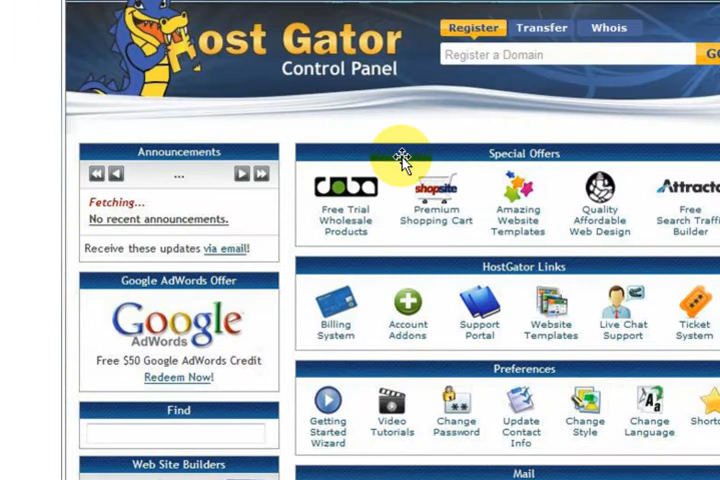 Host Gator
Control Panel
Register
Transfer
Whois
Register a Domain
GO
Announcements
...
Fetching...
No recent announcements.
Receive these updates via email!
Google AdWords Offer
Google
AdWords
Free $50 Google AdWords Credit
Redeem Now!
Find
Web Site Builders
Special Offers
doba
shopsite
Attracta
Free Trial
Wholesale
Products
Premium
Shopping Cart
Amazing
Website
Templates
Quality
Affordable
Web Design
Free
Search Traffi
Builder
HostGator Links
Billing
System
Account
Addons
Support
Portal
Website
Templates
Live Chat
Support
Ticket
System
Preferences
Getting
Started
Wizard
Video
Tutorials
Change
Password
Update
Contact
Info
Change
Style
Change
Language
Shortc
Mail